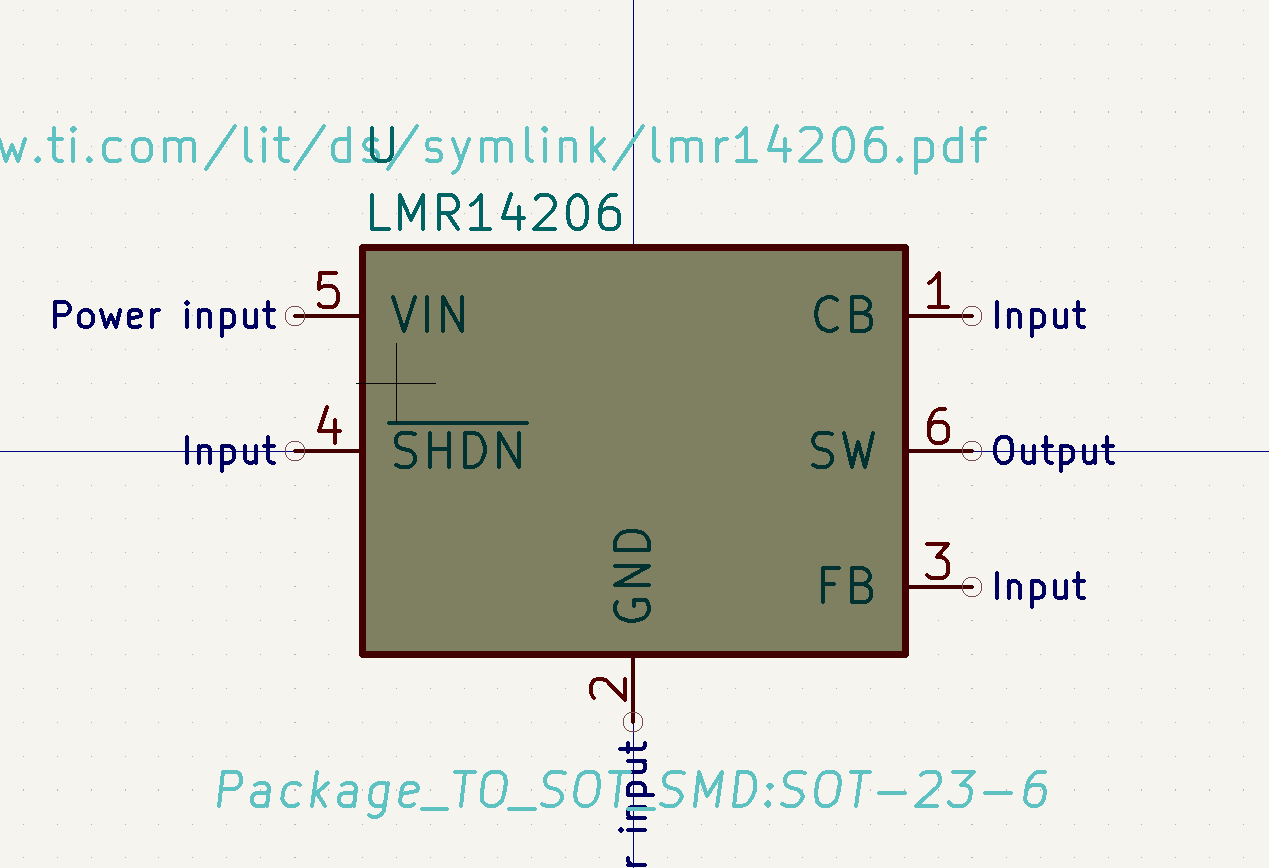 w.ti.com/lit/ds/symlink/lmr14206.pdf
U
LMR14206
Power input 5 VIN CB 1 Input
Input 4 SHDN SW 6 Output
GND FB 3 Input
2
r input
Package_TO_SOT_SMD:SOT-23-6